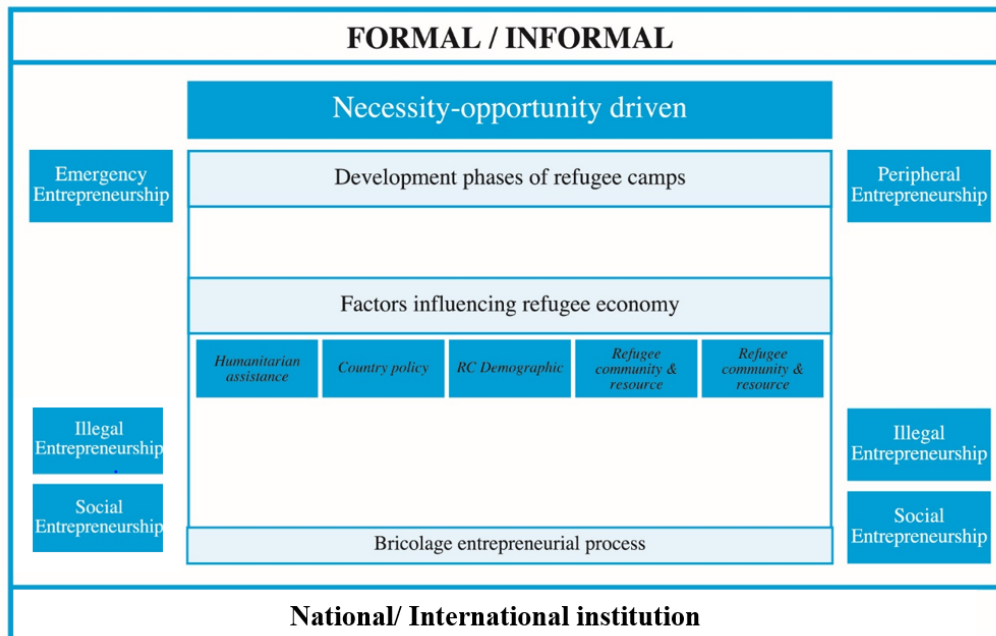 FORMAL / INFORMAL
Necessity-opportunity driven
Emergency
Entrepreneurship
Development phases of refugee camps
Peripheral
Entrepreneurship
Factors influencing refugee economy
Humanitarian
assistance
Country policy
RC Demographic
Refugee
community &
resource
Refugee
community &
resource
Illegal
Entrepreneurship
Illegal
Entrepreneurship
Social
Entrepreneurship
Social
Entrepreneurship
Bricolage entrepreneurial process
National/ International institution